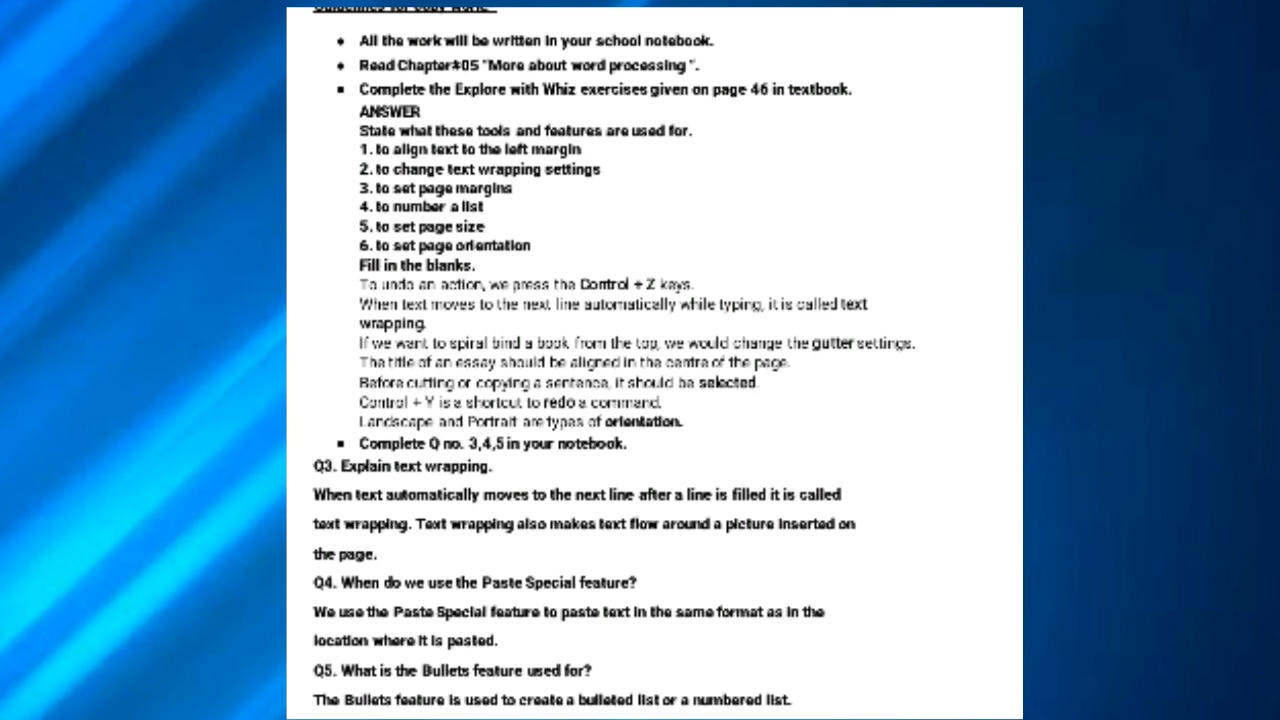 Guidelines for copy work:-
All the work will be written in your school notebook.
Read Chapter#05 "More about word processing ".
Complete the Explore with Whiz exercises given on page 46 in textbook.
ANSWER
State what these tools and features are used for.
1. to align text to the left margin
2. to change text wrapping settings
3. to set page margins
4. to number a list
5. to set page size
6. to set page orientation
Fill in the blanks.
To undo an action, we press the Control + Z keys.
When text moves to the next line automatically while typing, it is called text
wrapping.
If we want to spiral bind a book from the top, we would change the gutter settings.
The title of an essay should be aligned in the centre of the page.
Before cutting or copying a sentence, it should be selected.
Control + Y is a shortcut to redo a command.
Landscape and Portrait are types of orientation.
Complete Q no. 3,4,5 in your notebook.
Q3. Explain text wrapping.
When text automatically moves to the next line after a line is filled it is called
text wrapping. Text wrapping also makes text flow around a picture inserted on
the page.
Q4. When do we use the Paste Special feature?
We use the Paste Special feature to paste text in the same format as in the
location where it is pasted.
Q5. What is the Bullets feature used for?
The Bullets feature is used to create a bulleted list or a numbered list.